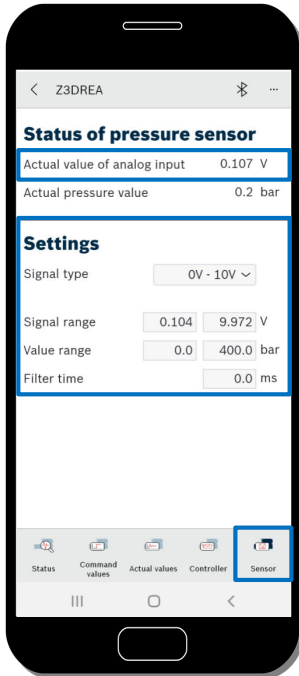 Z3DREA ...
Status of pressure sensor
Actual value of analog input 0.107 V
Actual pressure value 0.2 bar
Settings
Signal type 0V - 10V
Signal range 0.104 9.972 V
Value range 0.0 400.0 bar
Filter time 0.0 ms
Status Command values Actual values Controller Sensor